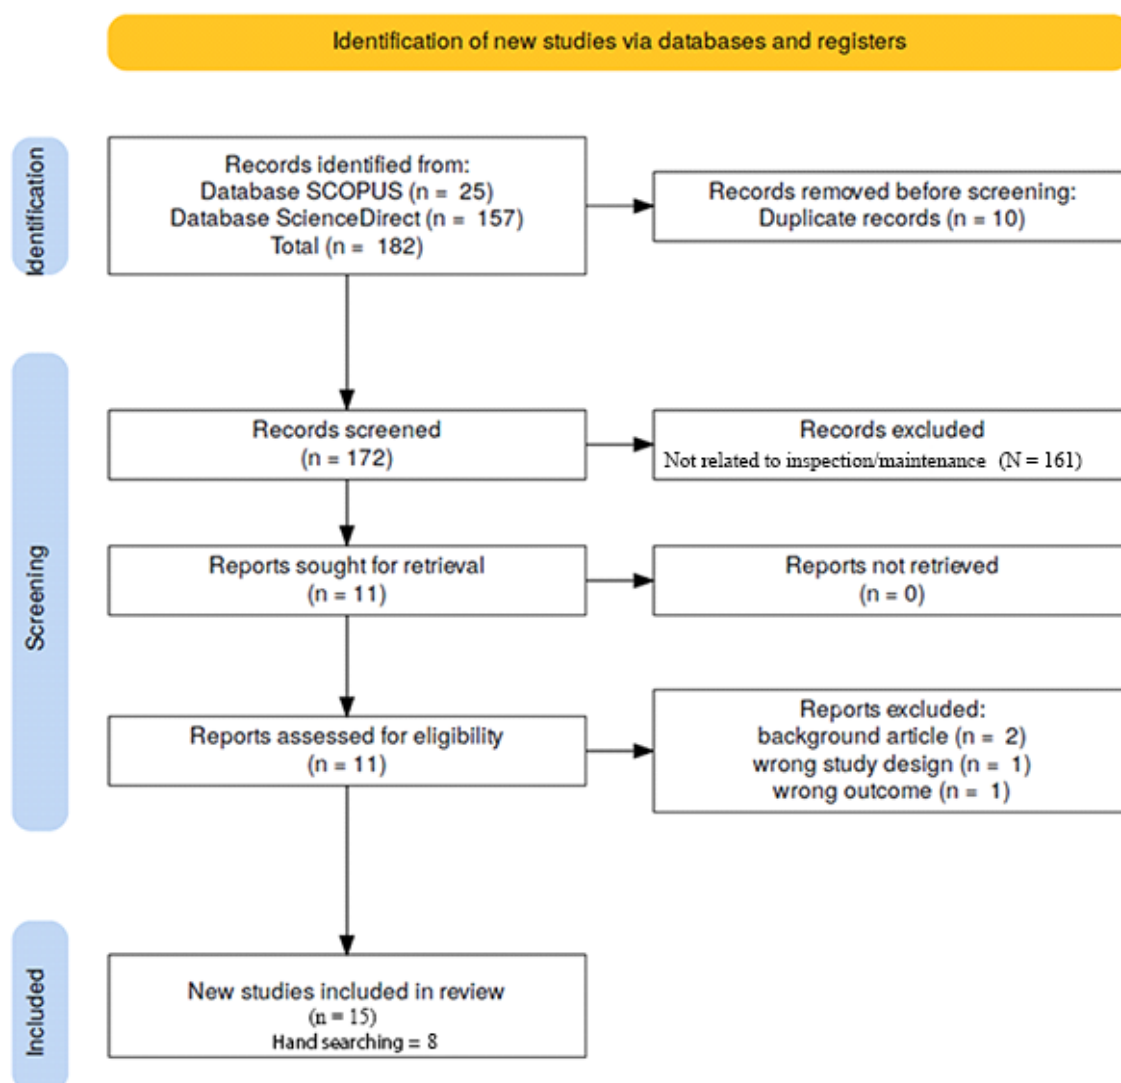 Identification of new studies via databases and registers
Identification
Records identified from:
Database SCOPUS (n = 25)
Database ScienceDirect (n = 157)
Total (n = 182)
Records removed before screening:
Duplicate records (n = 10)
Screening
Records screened
(n = 172)
Records excluded
Not related to inspection/maintenance (N = 161)
Reports sought for retrieval
(n = 11)
Reports not retrieved
(n = 0)
Reports assessed for eligibility
(n = 11)
Reports excluded:
background article (n = 2)
wrong study design (n = 1)
wrong outcome (n = 1)
Included
New studies included in review
(n = 15)
Hand searching = 8